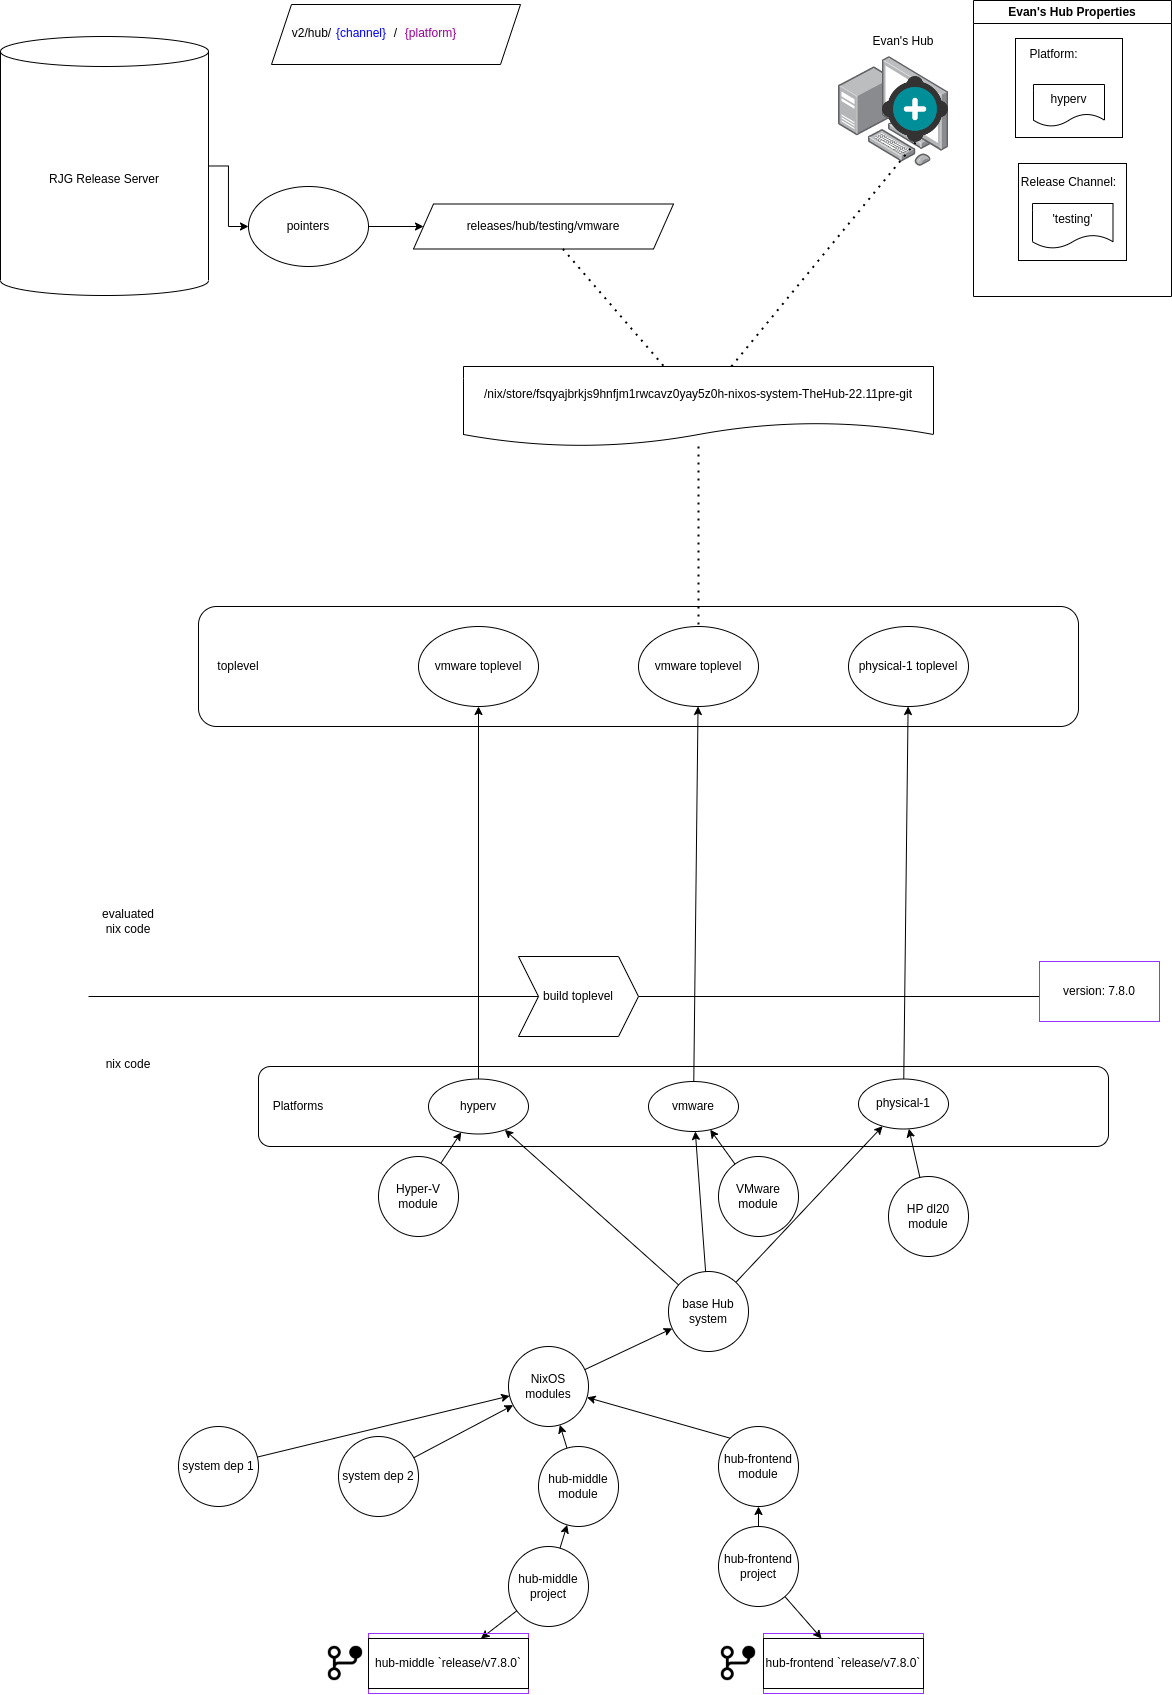 v2/hub/ {channel} / {platform}
Evan's Hub
Evan's Hub Properties
Platform:
hyperv
Release Channel:
'testing'
RJG Release Server
pointers
releases/hub/testing/vmware
/nix/store/fsqyajbrkjs9hnfjm1rwcavz0yay5z0h-nixos-system-TheHub-22.11pre-git
toplevel
vmware toplevel
vmware toplevel
physical-1 toplevel
evaluated
nix code
build toplevel
version: 7.8.0
nix code
Platforms
hyperv
vmware
physical-1
Hyper-V
module
VMware
module
HP dl20
module
base Hub
system
NixOS
modules
system dep 1
system dep 2
hub-middle
module
hub-frontend
module
hub-middle
project
hub-frontend
project
hub-middle `release/v7.8.0`
hub-frontend `release/v7.8.0`